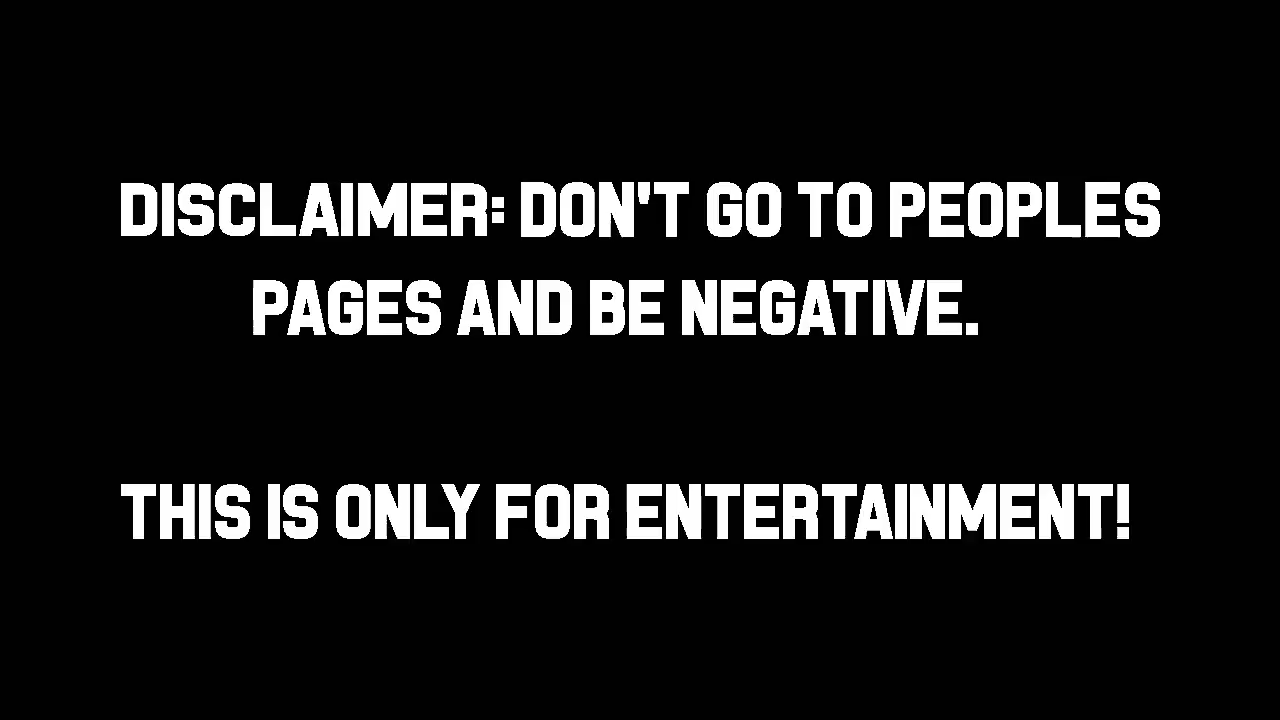 DISCLAIMER: DON'T GO TO PEOPLES
PAGES AND BE NEGATIVE.
THIS IS ONLY FOR ENTERTAINMENT!